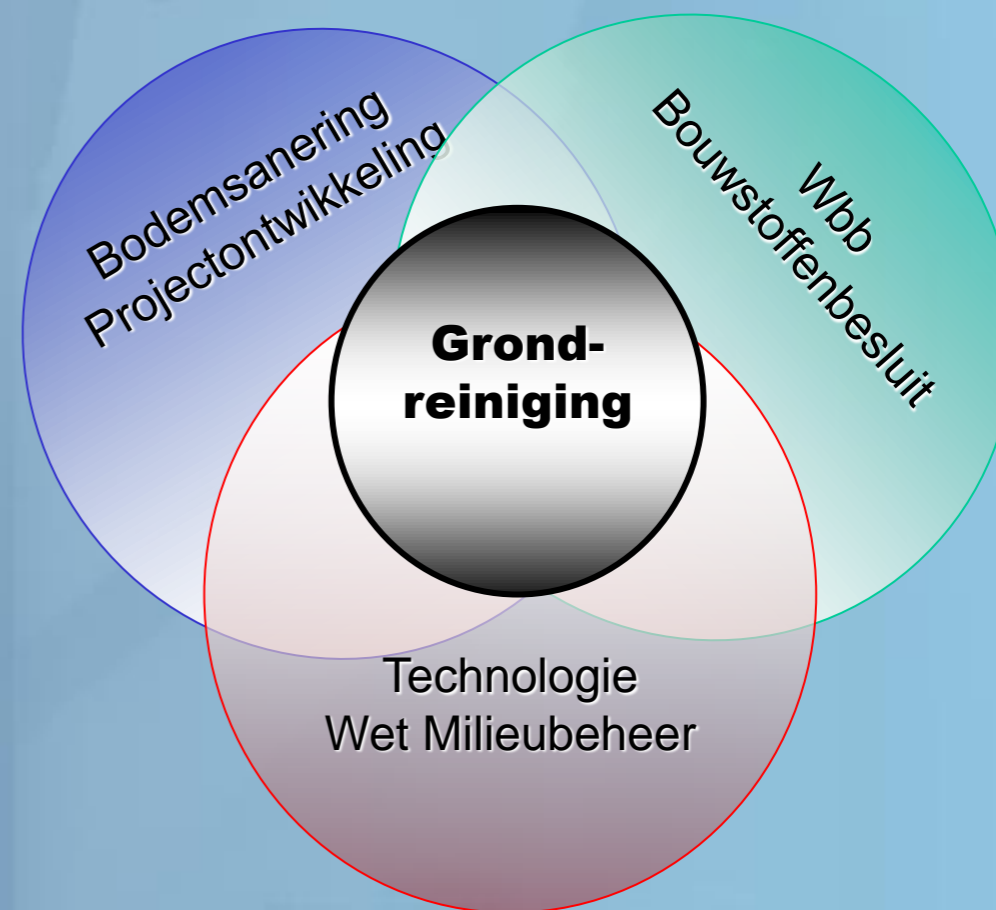 Bodemsanering
Projectontwikkeling
Wbb
Bouwstoffenbesluit
Grond-
reiniging
Technologie
Wet Milieubeheer